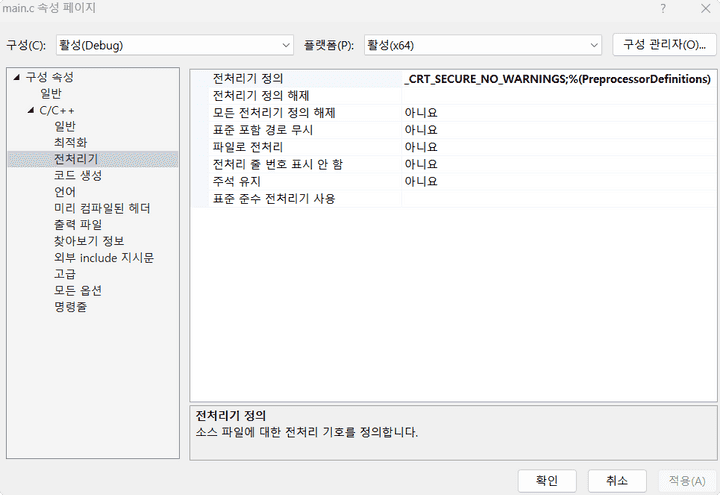 main.c 속성 페이지
?
구성(C): 활성(Debug) 플랫폼(P): 활성(x64) 구성 관리자(O)...
구성 속성
일반
C/C++
일반
최적화
전처리기
코드 생성
언어
미리 컴파일된 헤더
출력 파일
찾아보기 정보
외부 include 지시문
고급
모든 옵션
명령줄
전처리기 정의 _CRT_SECURE_NO_WARNINGS;%(PreprocessorDefinitions)
전처리기 정의 해제
모든 전처리기 정의 해제 아니요
표준 포함 경로 무시 아니요
파일로 전처리 아니요
전처리 줄 번호 표시 안 함 아니요
주석 유지 아니요
표준 준수 전처리기 사용
전처리기 정의
소스 파일에 대한 전처리 기호를 정의합니다.
확인 취소 적용(A)